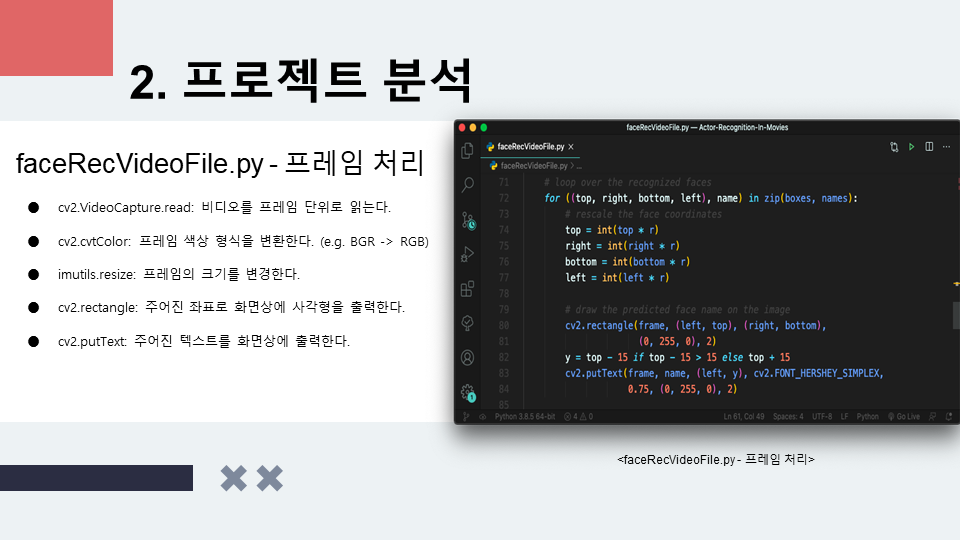 2. 프로젝트 분석
faceRecVideoFile.py - 프레임 처리
● cv2.VideoCapture.read: 비디오를 프레임 단위로 읽는다.
● cv2.cvtColor: 프레임 색상 형식을 변환한다. (e.g. BGR -> RGB)
● imutils.resize: 프레임의 크기를 변경한다.
● cv2.rectangle: 주어진 좌표로 화면상에 사각형을 출력한다.
● cv2.putText: 주어진 텍스트를 화면상에 출력한다.
faceRecVideoFile.py — Actor-Recognition-In-Movies
faceRecVideoFile.py ×
faceRecVideoFile.py > ...
71 # loop over the recognized faces
72 for ((top, right, bottom, left), name) in zip(boxes, names):
73 # rescale the face coordinates
74 top = int(top * r)
75 right = int(right * r)
76 bottom = int(bottom * r)
77 left = int(left * r)
78
79 # draw the predicted face name on the image
80 cv2.rectangle(frame, (left, top), (right, bottom),
81 (0, 255, 0), 2)
82 y = top - 15 if top - 15 > 15 else top + 15
83 cv2.putText(frame, name, (left, y), cv2.FONT_HERSHEY_SIMPLEX,
84 0.75, (0, 255, 0), 2)
85
Python 3.8.5 64-bit 4 0 Ln 61, Col 49 Spaces: 4 UTF-8 LF Python Go Live
<faceRecVideoFile.py - 프레임 처리>